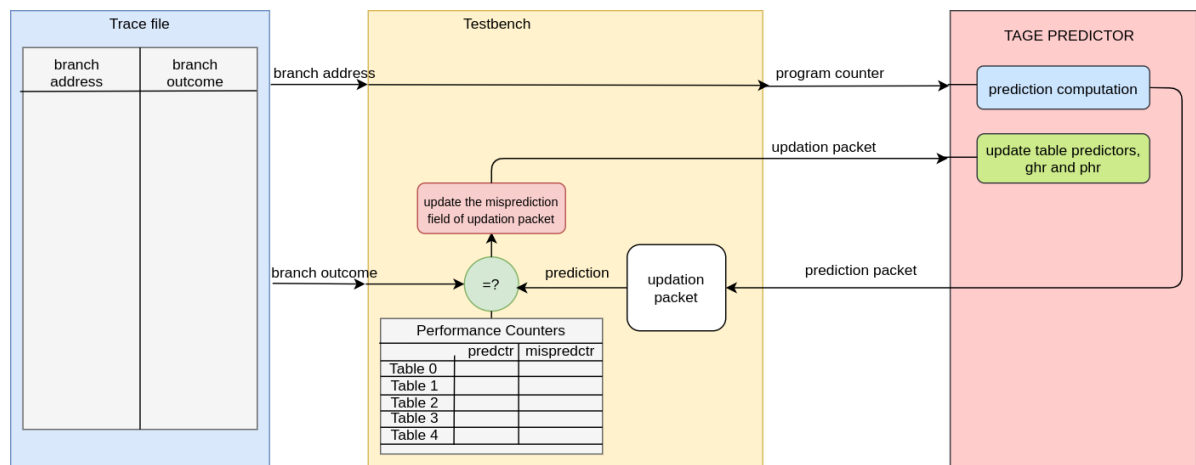 Trace file
branch
address
branch
outcome
Testbench
TAGE PREDICTOR
branch address
program counter
prediction computation
updation packet
update table predictors,
ghr and phr
update the misprediction
field of updation packet
branch outcome
=?
prediction
updation
packet
prediction packet
Performance Counters
predctr
mispredctr
Table 0
Table 1
Table 2
Table 3
Table 4